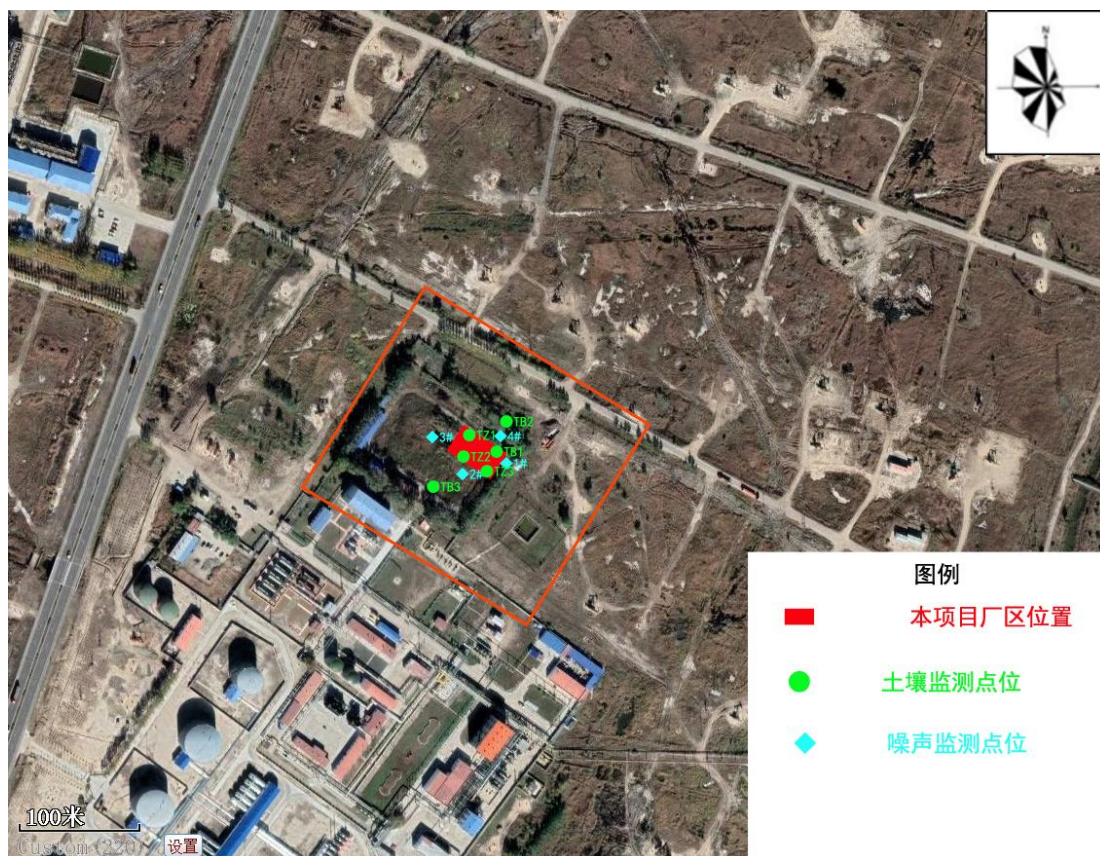 N
TB2
TZ1
4#
3#
TB1
TZ2
1#
2#
TZ3
TB3
图例
本项目厂区位置
土壤监测点位
噪声监测点位
100米
设置